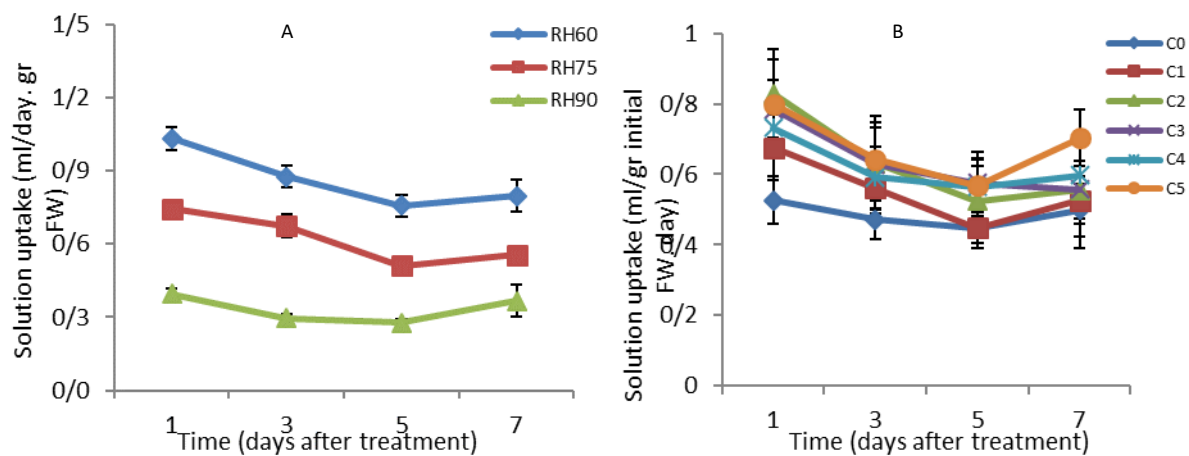 A
Solution uptake (ml/day. gr
FW)
1/5
1/2
0/9
0/6
0/3
0/0
1 3 5 7
Time (days after treatment)
RH60
RH75
RH90
B
Solution uptake (ml/gr initial
FW. day)
1
0/8
0/6
0/4
0/2
0
1 3 5 7
Time (days after treatment)
C0
C1
C2
C3
C4
C5